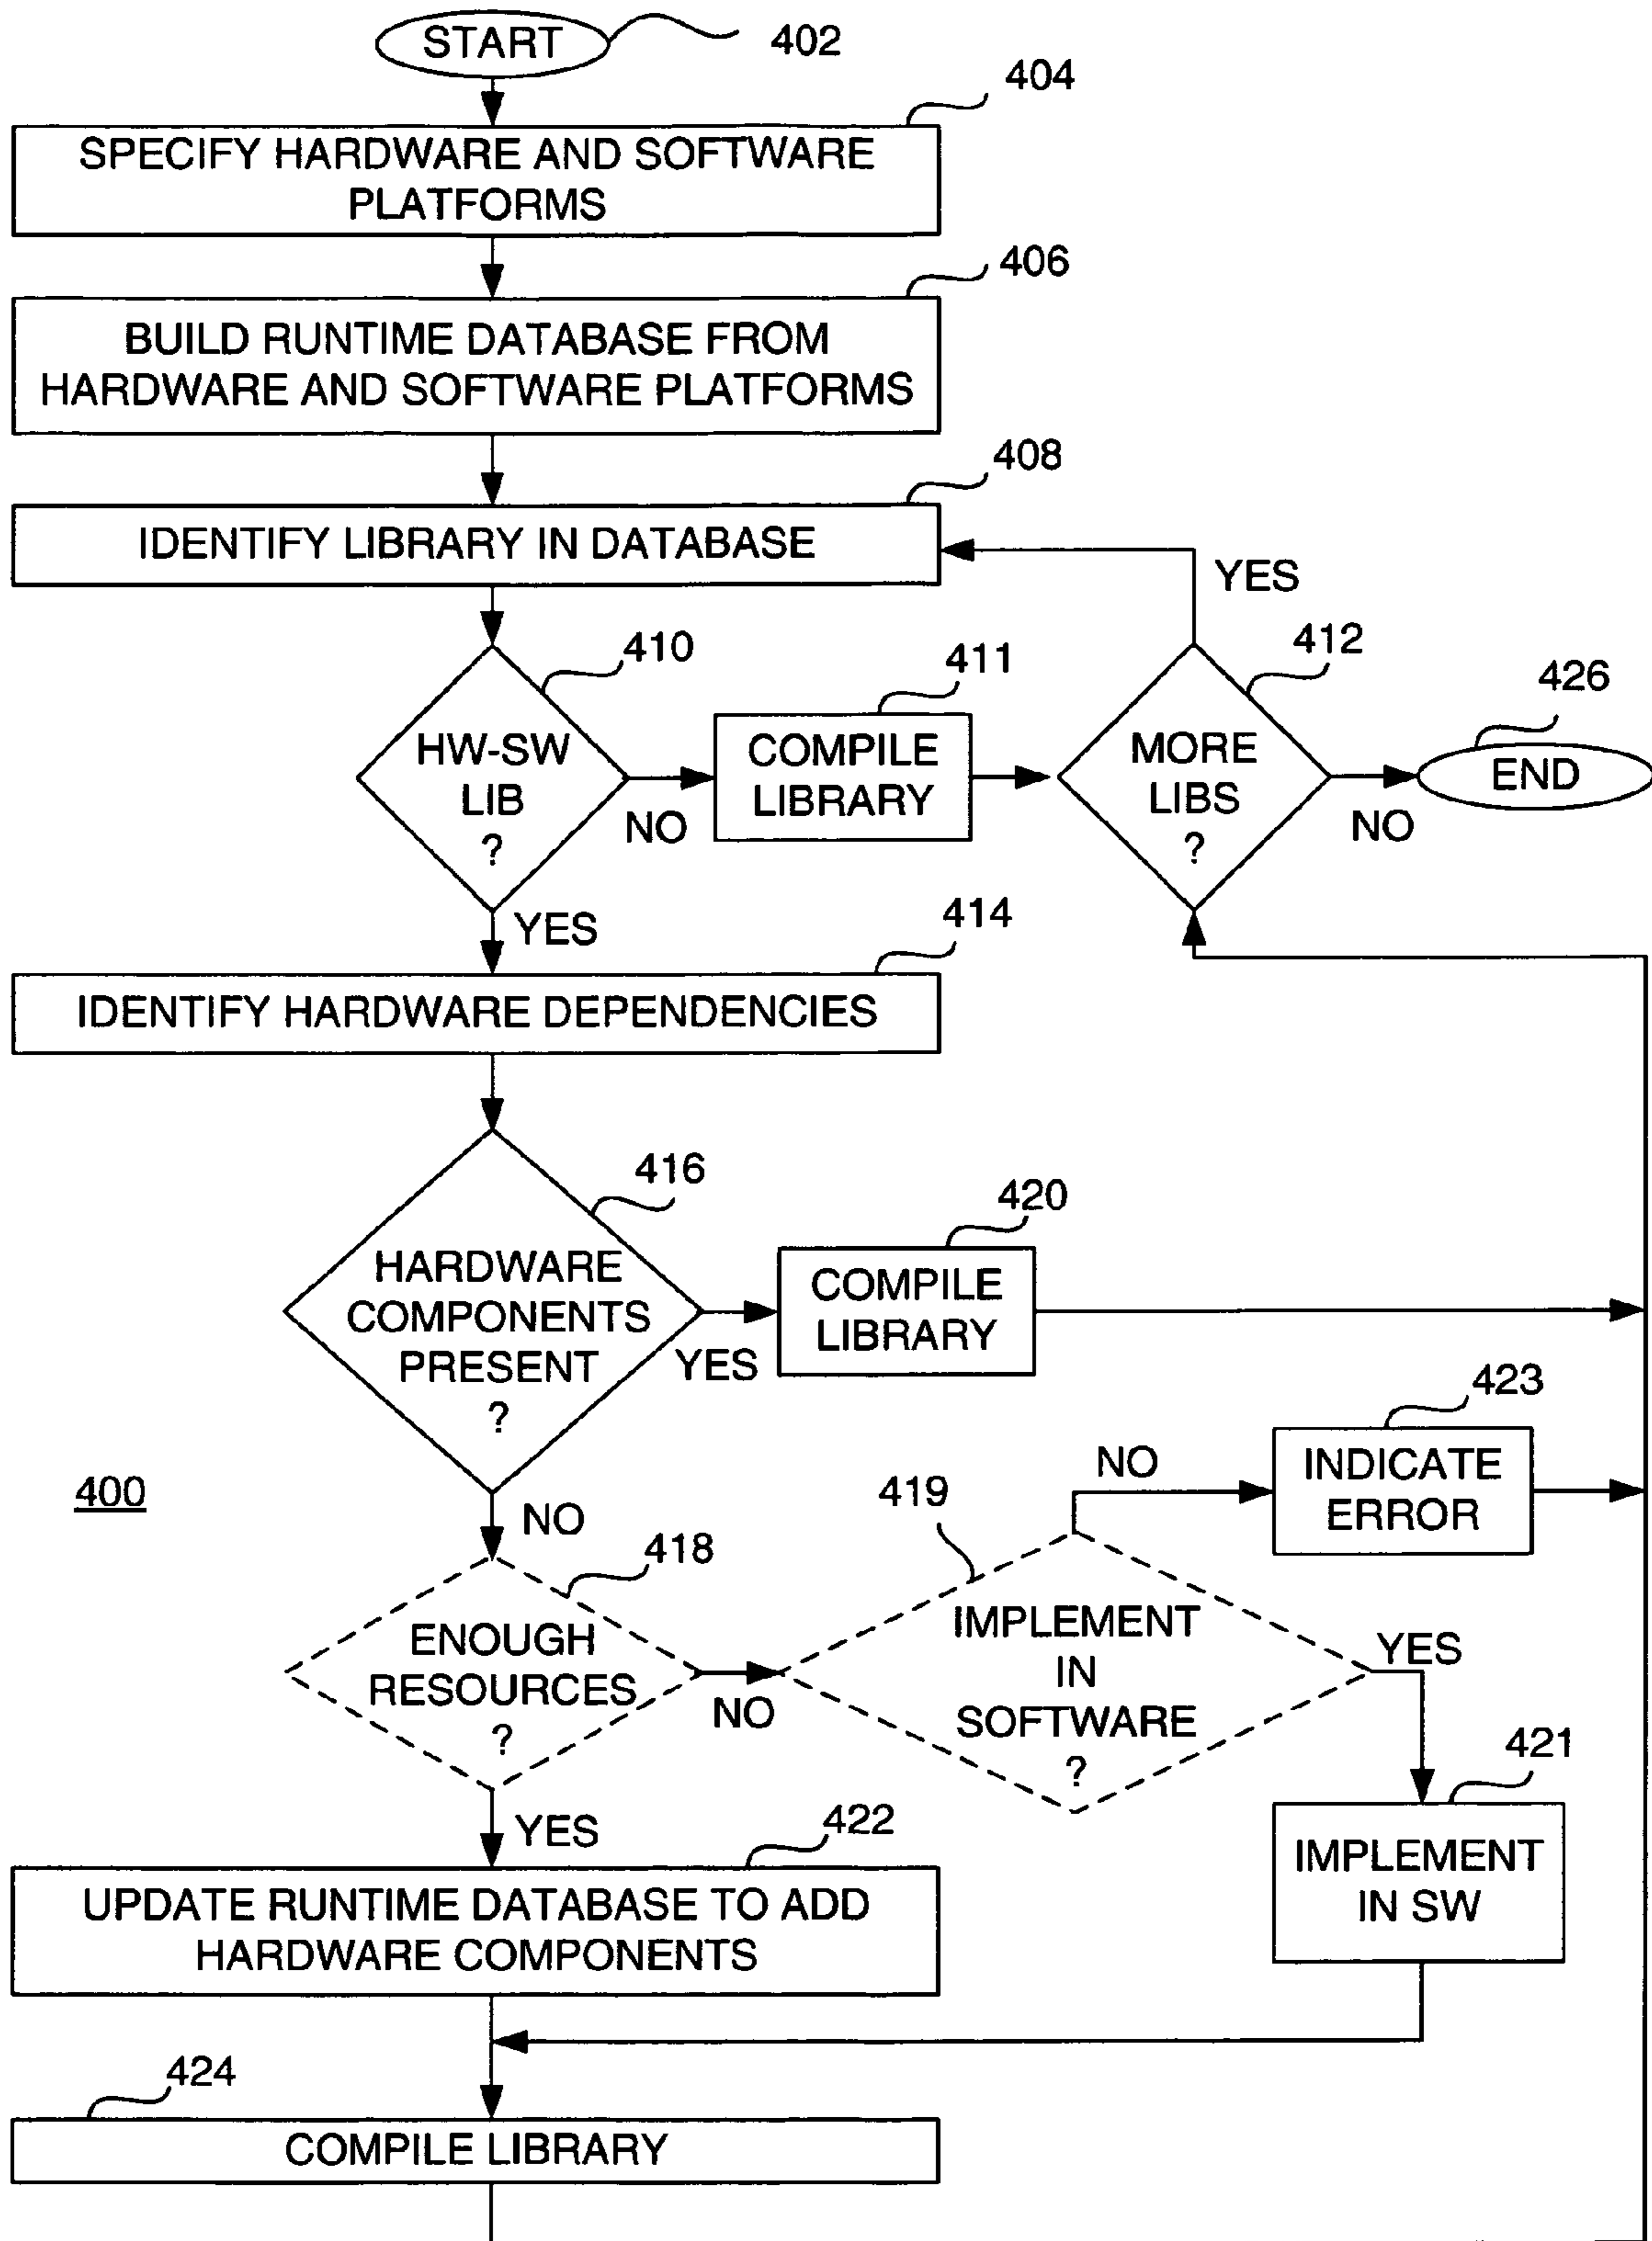 START
402
404
SPECIFY HARDWARE AND SOFTWARE
PLATFORMS
406
BUILD RUNTIME DATABASE FROM
HARDWARE AND SOFTWARE PLATFORMS
408
IDENTIFY LIBRARY IN DATABASE
YES
410
HW-SW
LIB
?
NO
411
COMPILE
LIBRARY
412
MORE
LIBS
?
NO
426
END
YES
414
IDENTIFY HARDWARE DEPENDENCIES
416
HARDWARE
COMPONENTS
PRESENT
?
YES
420
COMPILE
LIBRARY
423
INDICATE
ERROR
NO
400
NO
418
ENOUGH
RESOURCES
?
NO
419
IMPLEMENT
IN
SOFTWARE
?
YES
421
IMPLEMENT
IN SW
YES
422
UPDATE RUNTIME DATABASE TO ADD
HARDWARE COMPONENTS
424
COMPILE LIBRARY